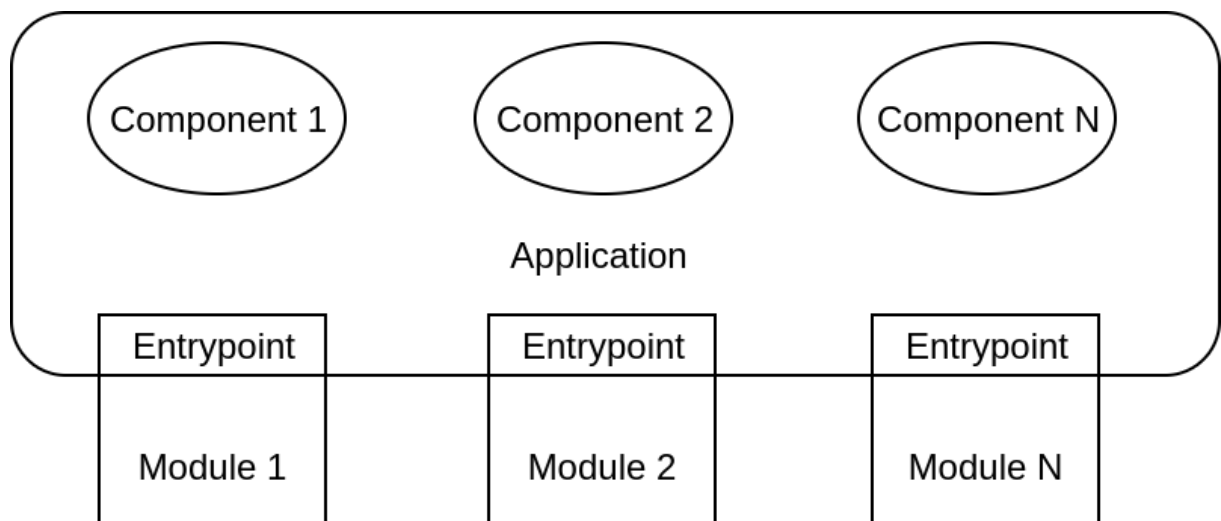 Component 1
Component 2
Component N
Application
Entrypoint
Entrypoint
Entrypoint
Module 1
Module 2
Module N